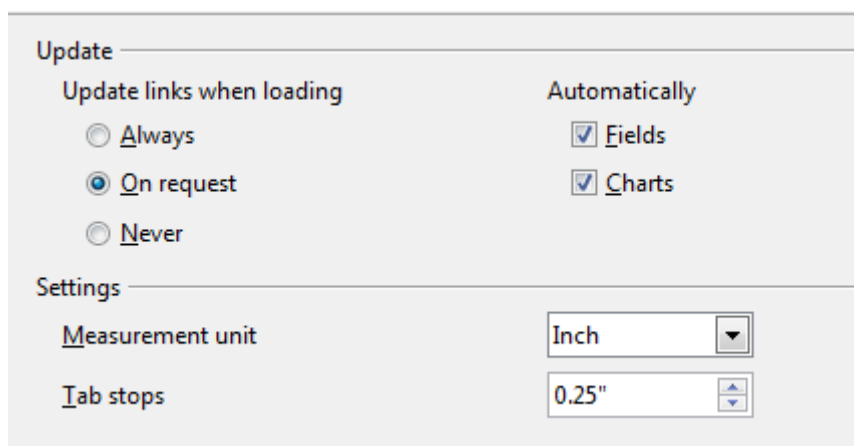 Update
Update links when loading
Automatically
Always
Fields
On request
Charts
Never
Settings
Measurement unit
Inch
Tab stops
0.25"